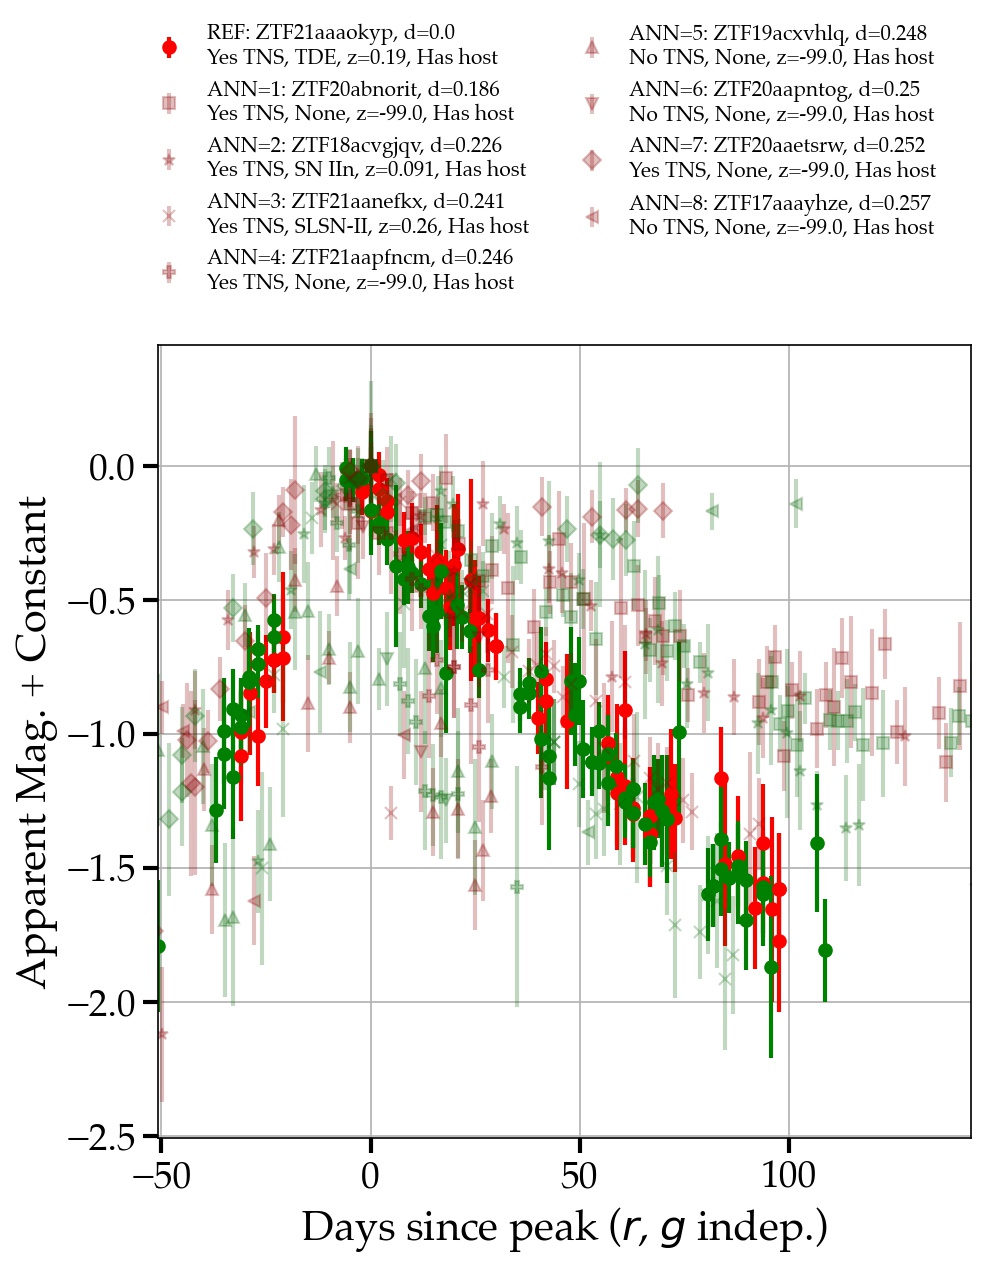 REF: ZTF21aaaokyp, d=0.0
Yes TNS, TDE, z=0.19, Has host
ANN=1: ZTF20abnorit, d=0.186
Yes TNS, None, z=-99.0, Has host
ANN=2: ZTF18acvgjqv, d=0.226
Yes TNS, SN IIn, z=0.091, Has host
ANN=3: ZTF21aanefkx, d=0.241
Yes TNS, SLSN-II, z=0.26, Has host
ANN=4: ZTF21aapfncm, d=0.246
Yes TNS, None, z=-99.0, Has host
ANN=5: ZTF19acxvhlq, d=0.248
No TNS, None, z=-99.0, Has host
ANN=6: ZTF20aapntog, d=0.25
No TNS, None, z=-99.0, Has host
ANN=7: ZTF20aaetsrw, d=0.252
Yes TNS, None, z=-99.0, Has host
ANN=8: ZTF17aaayhze, d=0.257
No TNS, None, z=-99.0, Has host
Apparent Mag. + Constant
0.0
−0.5
−1.0
−1.5
−2.0
−2.5
−50
0
50
100
Days since peak (r, g indep.)